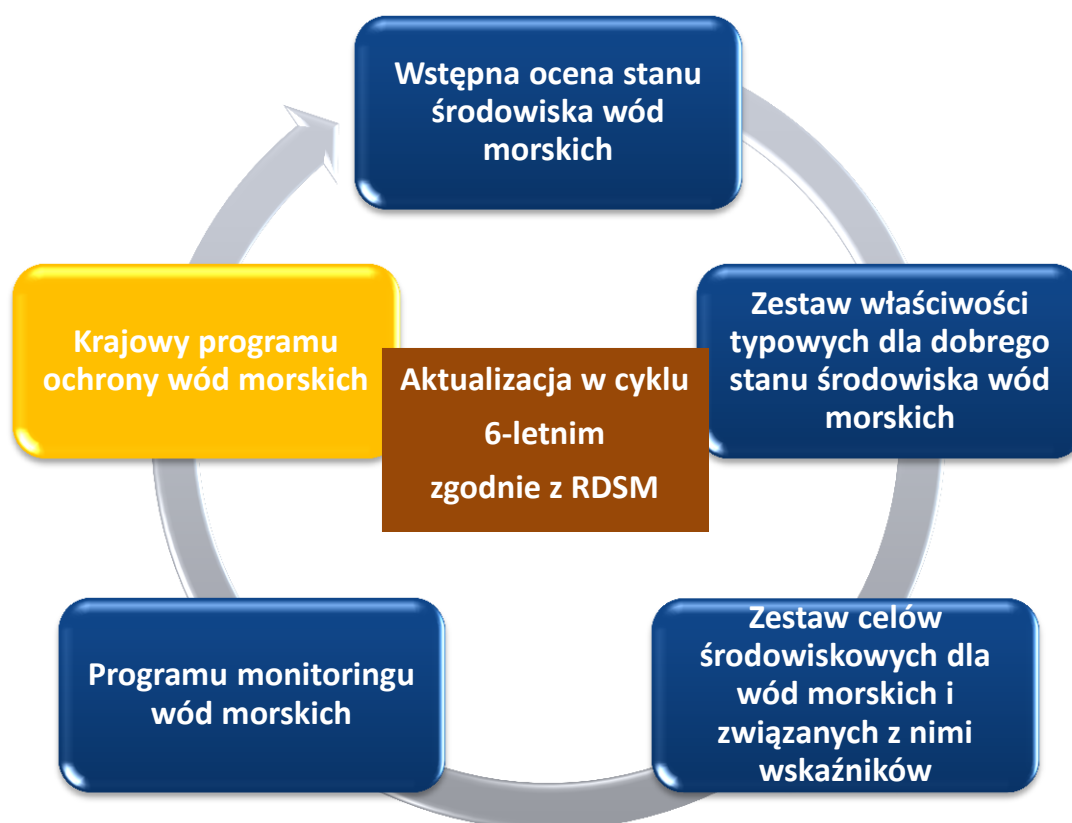 Wstępna ocena stanu
środowiska wód
morskich
Zestaw właściwości
typowych dla dobrego
stanu środowiska wód
morskich
Zestaw celów
środowiskowych dla
wód morskich i
związanych z nimi
wskaźników
Programu monitoringu
wód morskich
Krajowy programu
ochrony wód morskich
Aktualizacja w cyklu
6-letnim
zgodnie z RDSM